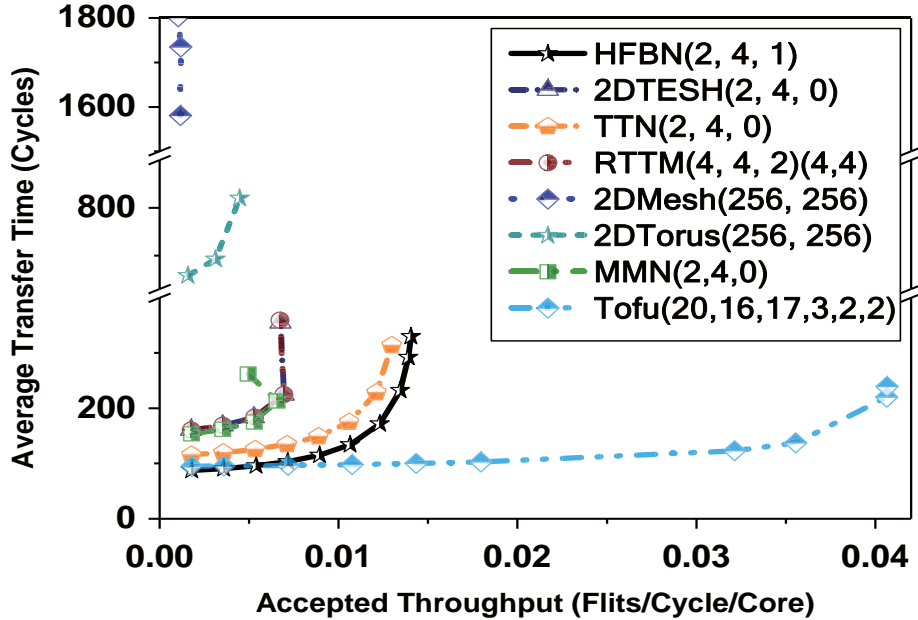 1800
1600
800
200
0
Average Transfer Time (Cycles)
HFBN(2, 4, 1)
2DTESH(2, 4, 0)
TTN(2, 4, 0)
RTTM(4, 4, 2)(4,4)
2DMesh(256, 256)
2DTorus(256, 256)
MMN(2,4,0)
Tofu(20,16,17,3,2,2)
0.00 0.01 0.02 0.03 0.04
Accepted Throughput (Flits/Cycle/Core)